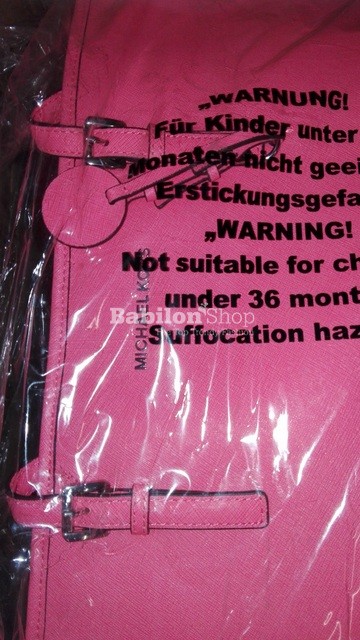 „WARNUNG!
Für Kinder unter
Monaten nicht geei
Erstickungsgefa
„WARNING!
Not suitable for ch
under 36 mont
Suffocation haz
MICHAEL KORS
Babilon Shop